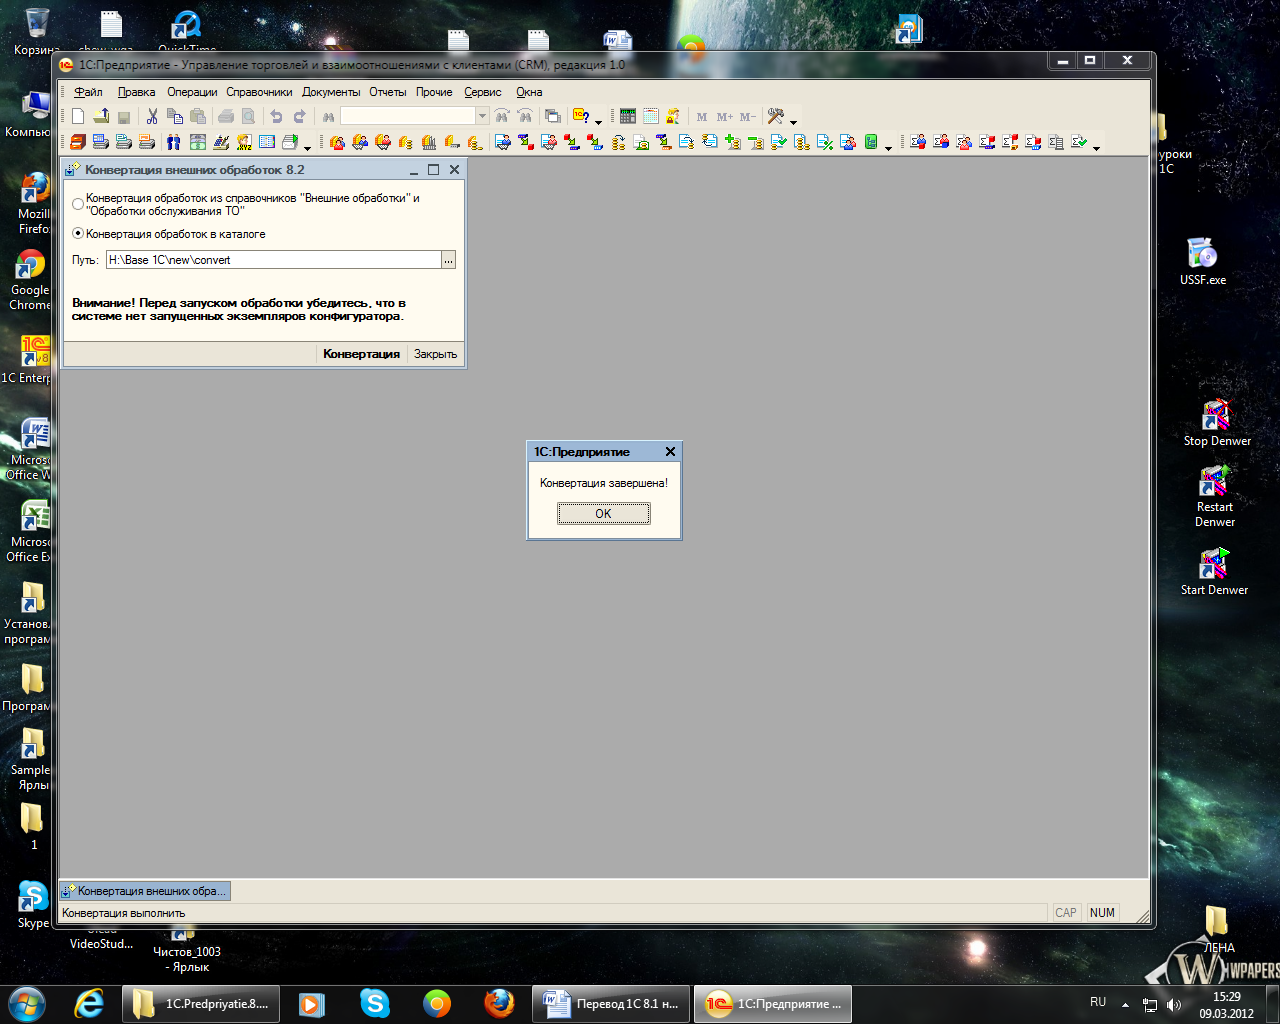 Корзина
QuickTime
1С:Предприятие - Управление торговлей и взаимоотношениями с клиентами (CRM), редакция 1.0
Файл Правка Операции Справочники Документы Отчеты Прочие Сервис Окна
M M+ M-
Конвертация внешних обработок 8.2
Конвертация обработок из справочников "Внешние обработки" и
"Обработки обслуживания ТО"
Конвертация обработок в каталоге
Путь: H:\Base 1C\new\convert ...
Внимание! Перед запуском обработки убедитесь, что в
системе нет запущенных экземпляров конфигуратора.
Конвертация Закрыть
1С:Предприятие
Конвертация завершена!
OK
Конвертация внешних обра...
Конвертация выполнить
CAP NUM
Компью
Mozill
Firefo
Google
Chrome
1C Enterp
Micros
Office W
Micros
Office Ex
Установ.
програм
Програм
Sample
Ярлы
1
Skype
VideoStud...
Чистов_1003
- Ярлык
уроки
1С
USSF.exe
Stop Denwer
Restart
Denwer
Start Denwer
ЛЕНА
W
WPAPERS
1C.Predpriyatie.8....
Перевод 1С 8.1 н...
1С:Предприятие ...
RU
15:29
09.03.2012